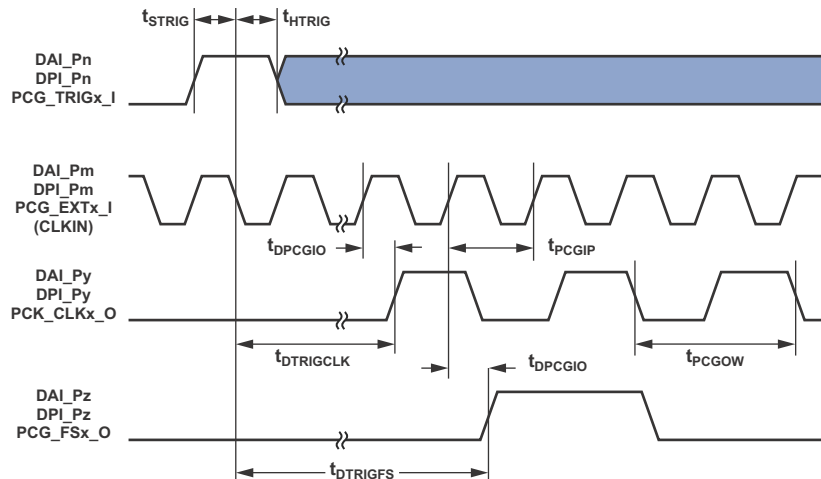 tSTRIG
tHTRIG
DAI_Pn
DPI_Pn
PCG_TRIGx_I
DAI_Pm
DPI_Pm
PCG_EXTx_I
(CLKIN)
tDPCGIO
tPCGIP
DAI_Py
DPI_Py
PCK_CLKx_O
tDTRIGCLK
tDPCGIO
tPCGOW
DAI_Pz
DPI_Pz
PCG_FSx_O
tDTRIGFS